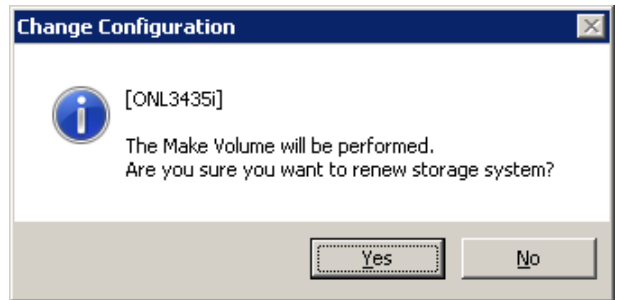 Change Configuration
[ONL3435i]
The Make Volume will be performed.
Are you sure you want to renew storage system?
Yes No